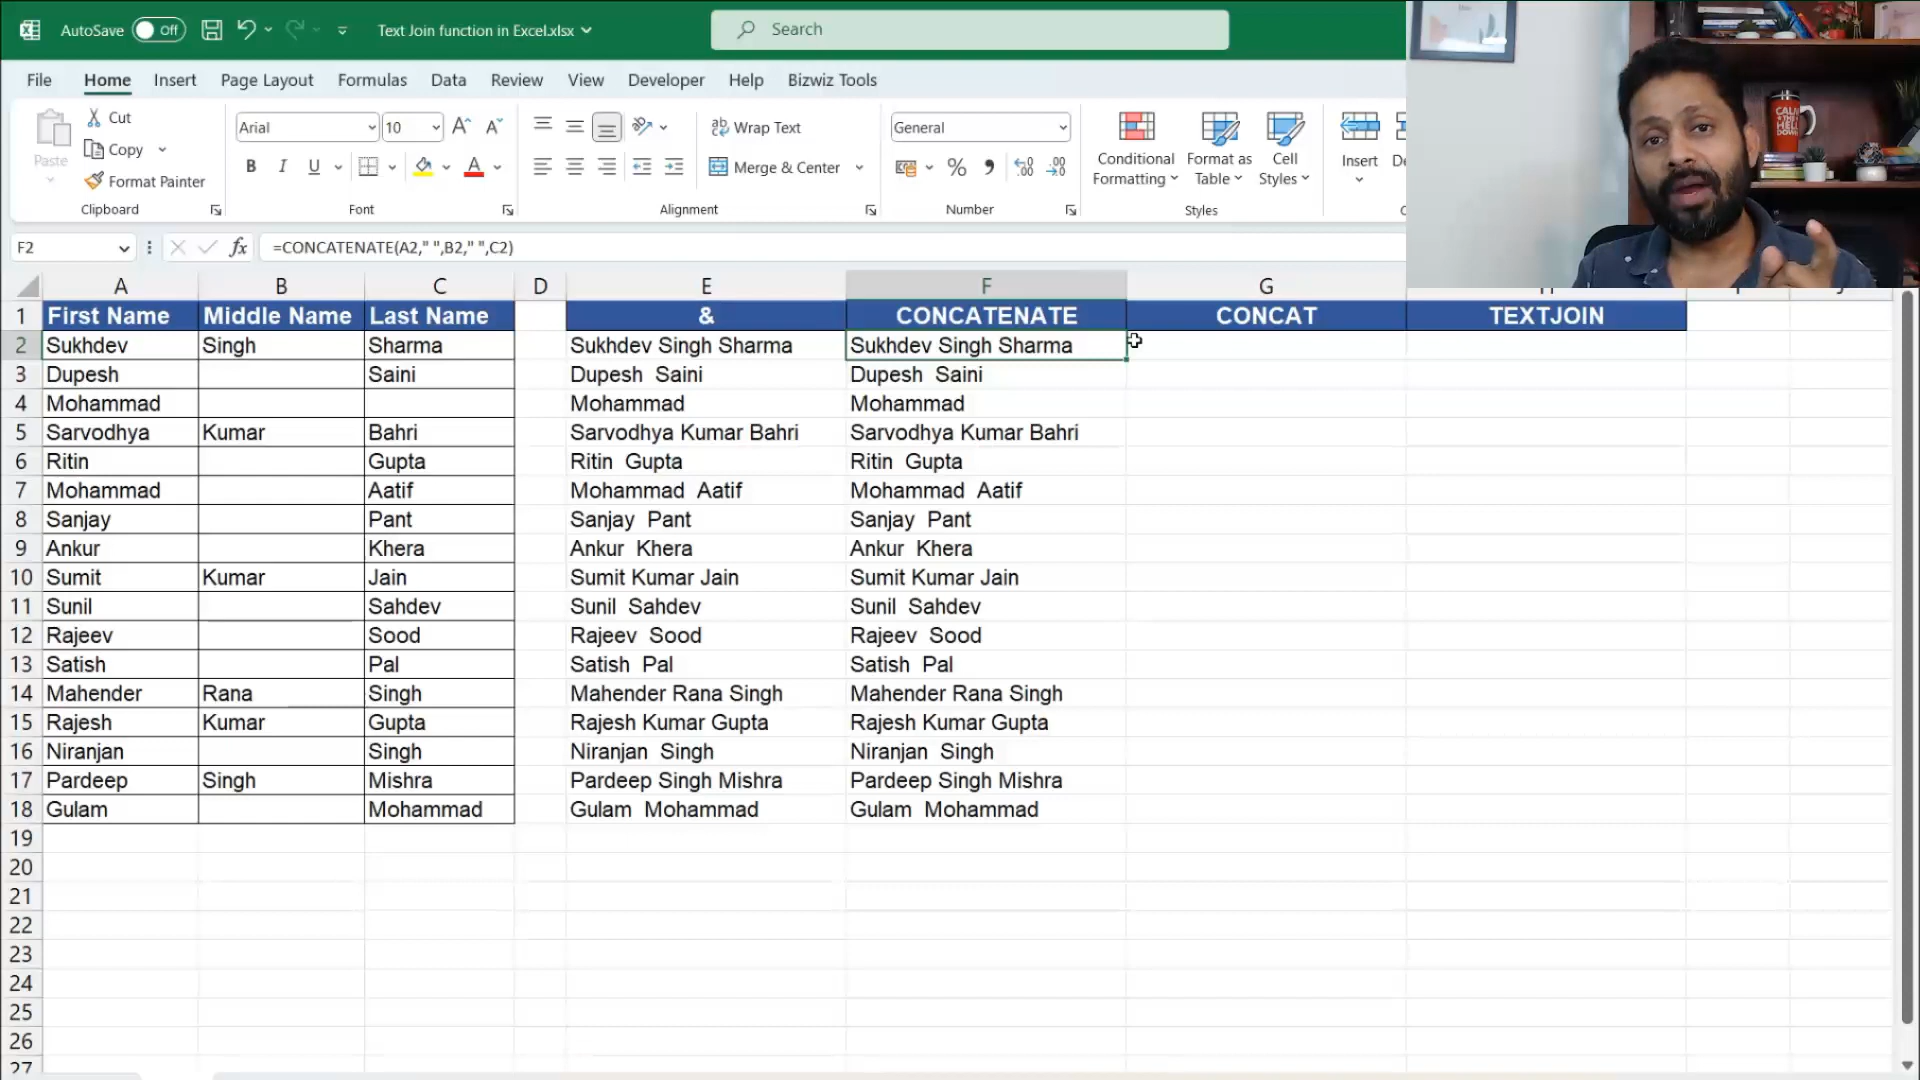 AutoSave Off Text Join function in Excel.xlsx Search
File Home Insert Page Layout Formulas Data Review View Developer Help Bizwiz Tools
Paste Cut Copy Format Painter Clipboard
Arial 10 B I U A Font
ab Wrap Text Merge & Center Alignment
General % Number
Conditional Formatting Format as Table Cell Styles Styles
Insert
CALM THE HELL DOWN
F2 fx =CONCATENATE(A2," ",B2," ",C2)
A B C D E F G
1 First Name Middle Name Last Name & CONCATENATE CONCAT TEXTJOIN
2 Sukhdev Singh Sharma Sukhdev Singh Sharma Sukhdev Singh Sharma
3 Dupesh Saini Dupesh  Saini Dupesh  Saini
4 Mohammad Mohammad Mohammad
5 Sarvodhya Kumar Bahri Sarvodhya Kumar Bahri Sarvodhya Kumar Bahri
6 Ritin Gupta Ritin  Gupta Ritin  Gupta
7 Mohammad Aatif Mohammad  Aatif Mohammad  Aatif
8 Sanjay Pant Sanjay  Pant Sanjay  Pant
9 Ankur Khera Ankur  Khera Ankur  Khera
10 Sumit Kumar Jain Sumit Kumar Jain Sumit Kumar Jain
11 Sunil Sahdev Sunil  Sahdev Sunil  Sahdev
12 Rajeev Sood Rajeev  Sood Rajeev  Sood
13 Satish Pal Satish  Pal Satish  Pal
14 Mahender Rana Singh Mahender Rana Singh Mahender Rana Singh
15 Rajesh Kumar Gupta Rajesh Kumar Gupta Rajesh Kumar Gupta
16 Niranjan Singh Niranjan  Singh Niranjan  Singh
17 Pardeep Singh Mishra Pardeep Singh Mishra Pardeep Singh Mishra
18 Gulam Mohammad Gulam  Mohammad Gulam  Mohammad
19
20
21
22
23
24
25
26
27